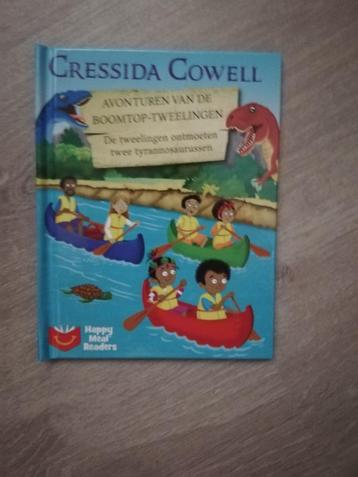 CRESSIDA COWELL
AVONTUREN VAN DE
BOOMTOP-TWEELINGEN
De tweelingen ontmoeten
twee tyrannosaurussen
Happy
Meal
Readers